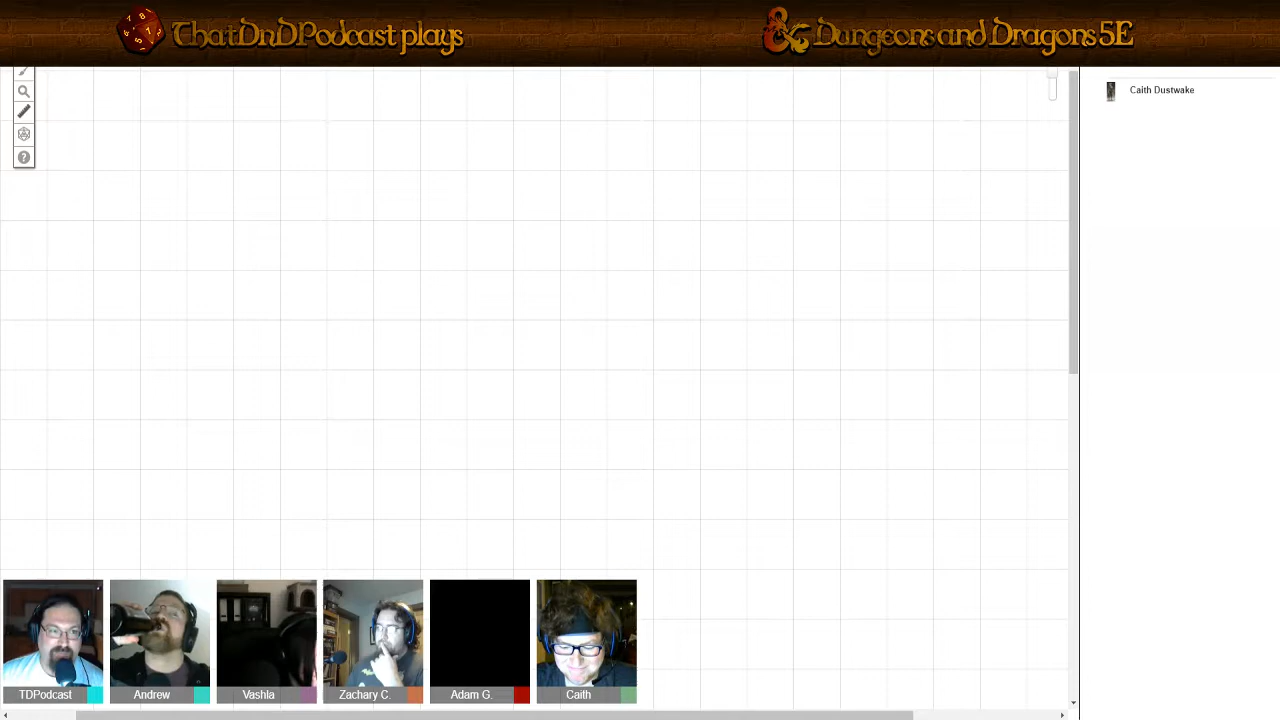 ThatDnDPodcast plays
Dungeons and Dragons 5E
Caith Dustwake
TDPodcast
Andrew
Vashla
Zachary C.
Adam G.
Caith